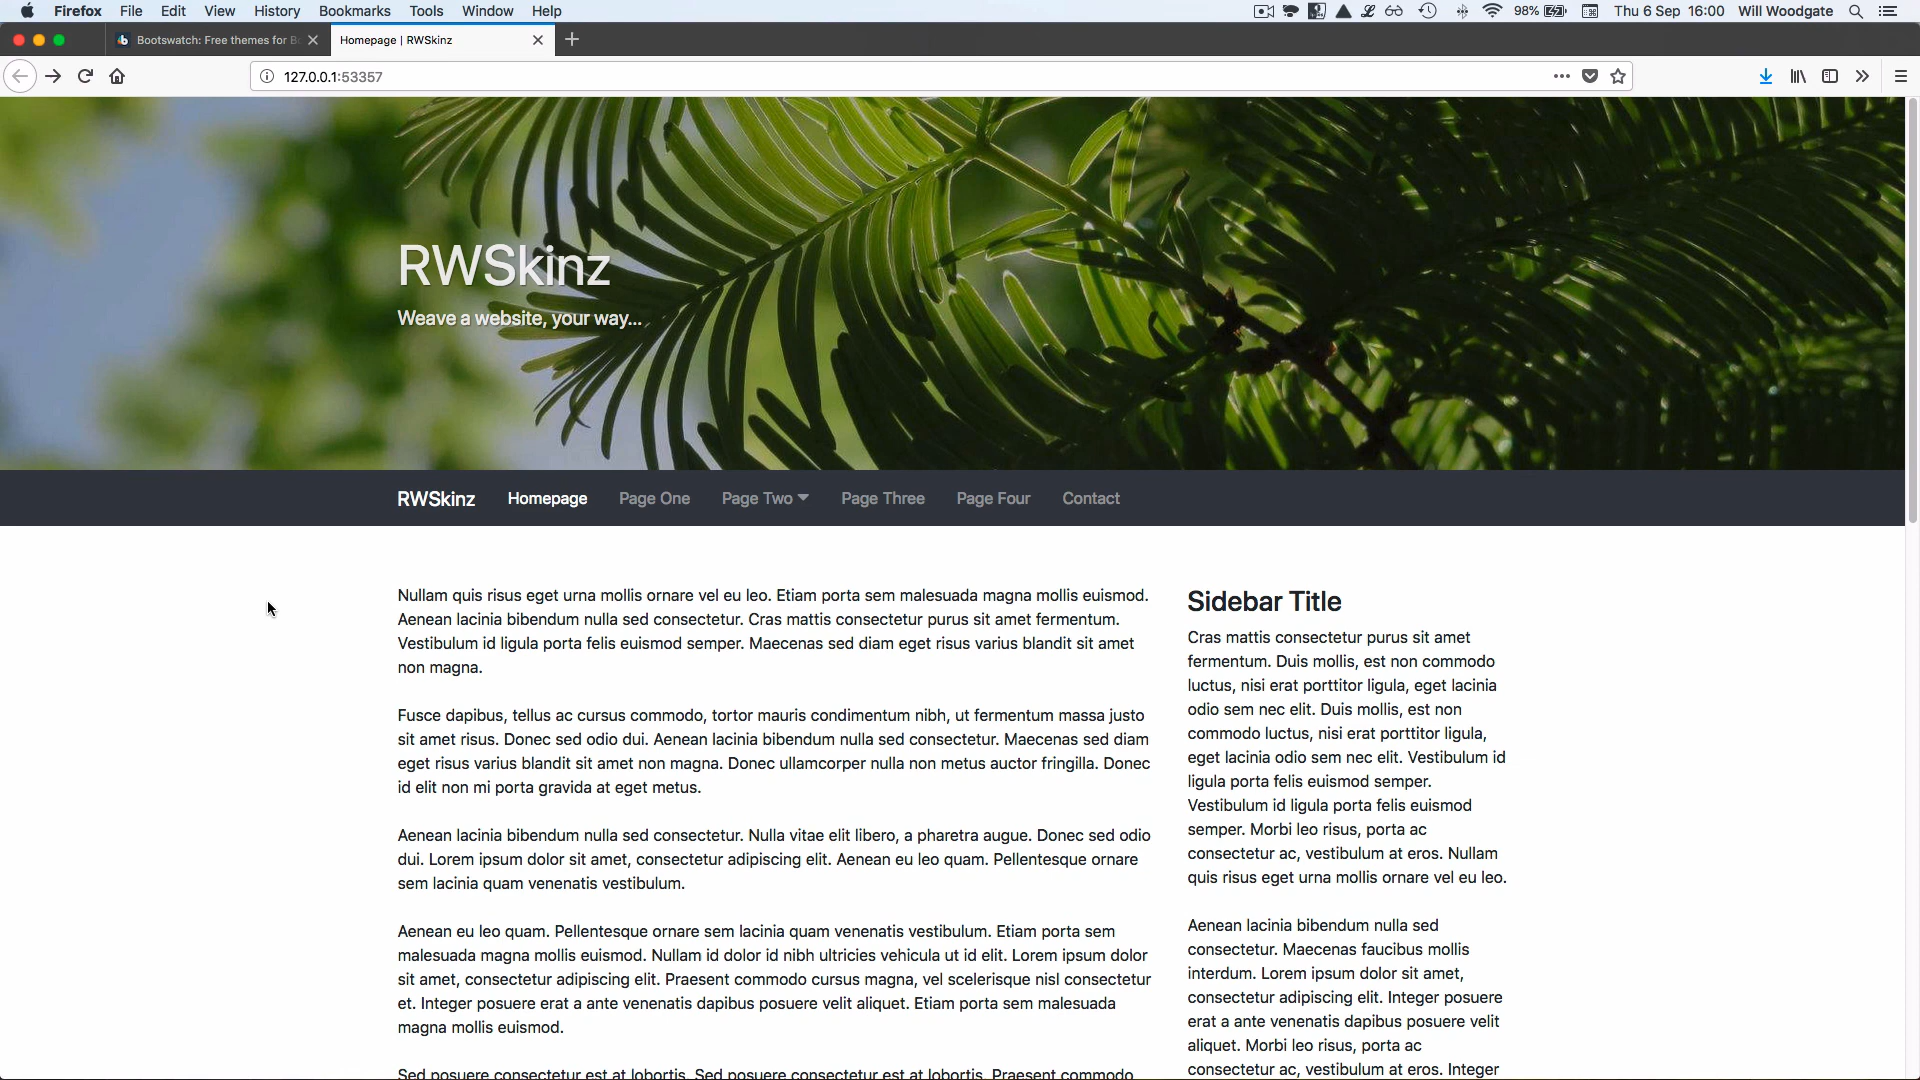 Firefox File Edit View History Bookmarks Tools Window Help 98% Thu 6 Sep 16:00 Will Woodgate
Bootswatch: Free themes for B Homepage | RWSkinz
127.0.0.1:53357
RWSkinz
Weave a website, your way...
RWSkinz Homepage Page One Page Two Page Three Page Four Contact
Nullam quis risus eget urna mollis ornare vel eu leo. Etiam porta sem malesuada magna mollis euismod.
Aenean lacinia bibendum nulla sed consectetur. Cras mattis consectetur purus sit amet fermentum.
Vestibulum id ligula porta felis euismod semper. Maecenas sed diam eget risus varius blandit sit amet
non magna.
Fusce dapibus, tellus ac cursus commodo, tortor mauris condimentum nibh, ut fermentum massa justo
sit amet risus. Donec sed odio dui. Aenean lacinia bibendum nulla sed consectetur. Maecenas sed diam
eget risus varius blandit sit amet non magna. Donec ullamcorper nulla non metus auctor fringilla. Donec
id elit non mi porta gravida at eget metus.
Aenean lacinia bibendum nulla sed consectetur. Nulla vitae elit libero, a pharetra augue. Donec sed odio
dui. Lorem ipsum dolor sit amet, consectetur adipiscing elit. Aenean eu leo quam. Pellentesque ornare
sem lacinia quam venenatis vestibulum.
Aenean eu leo quam. Pellentesque ornare sem lacinia quam venenatis vestibulum. Etiam porta sem
malesuada magna mollis euismod. Nullam id dolor id nibh ultricies vehicula ut id elit. Lorem ipsum dolor
sit amet, consectetur adipiscing elit. Praesent commodo cursus magna, vel scelerisque nisl consectetur
et. Integer posuere erat a ante venenatis dapibus posuere velit aliquet. Etiam porta sem malesuada
magna mollis euismod.
Sed posuere consectetur est at lobortis. Sed posuere consectetur est at lobortis. Praesent commodo
Sidebar Title
Cras mattis consectetur purus sit amet
fermentum. Duis mollis, est non commodo
luctus, nisi erat porttitor ligula, eget lacinia
odio sem nec elit. Duis mollis, est non
commodo luctus, nisi erat porttitor ligula,
eget lacinia odio sem nec elit. Vestibulum id
ligula porta felis euismod semper.
Vestibulum id ligula porta felis euismod
semper. Morbi leo risus, porta ac
consectetur ac, vestibulum at eros. Nullam
quis risus eget urna mollis ornare vel eu leo.
Aenean lacinia bibendum nulla sed
consectetur. Maecenas faucibus mollis
interdum. Lorem ipsum dolor sit amet,
consectetur adipiscing elit. Integer posuere
erat a ante venenatis dapibus posuere velit
aliquet. Morbi leo risus, porta ac
consectetur ac, vestibulum at eros. Integer